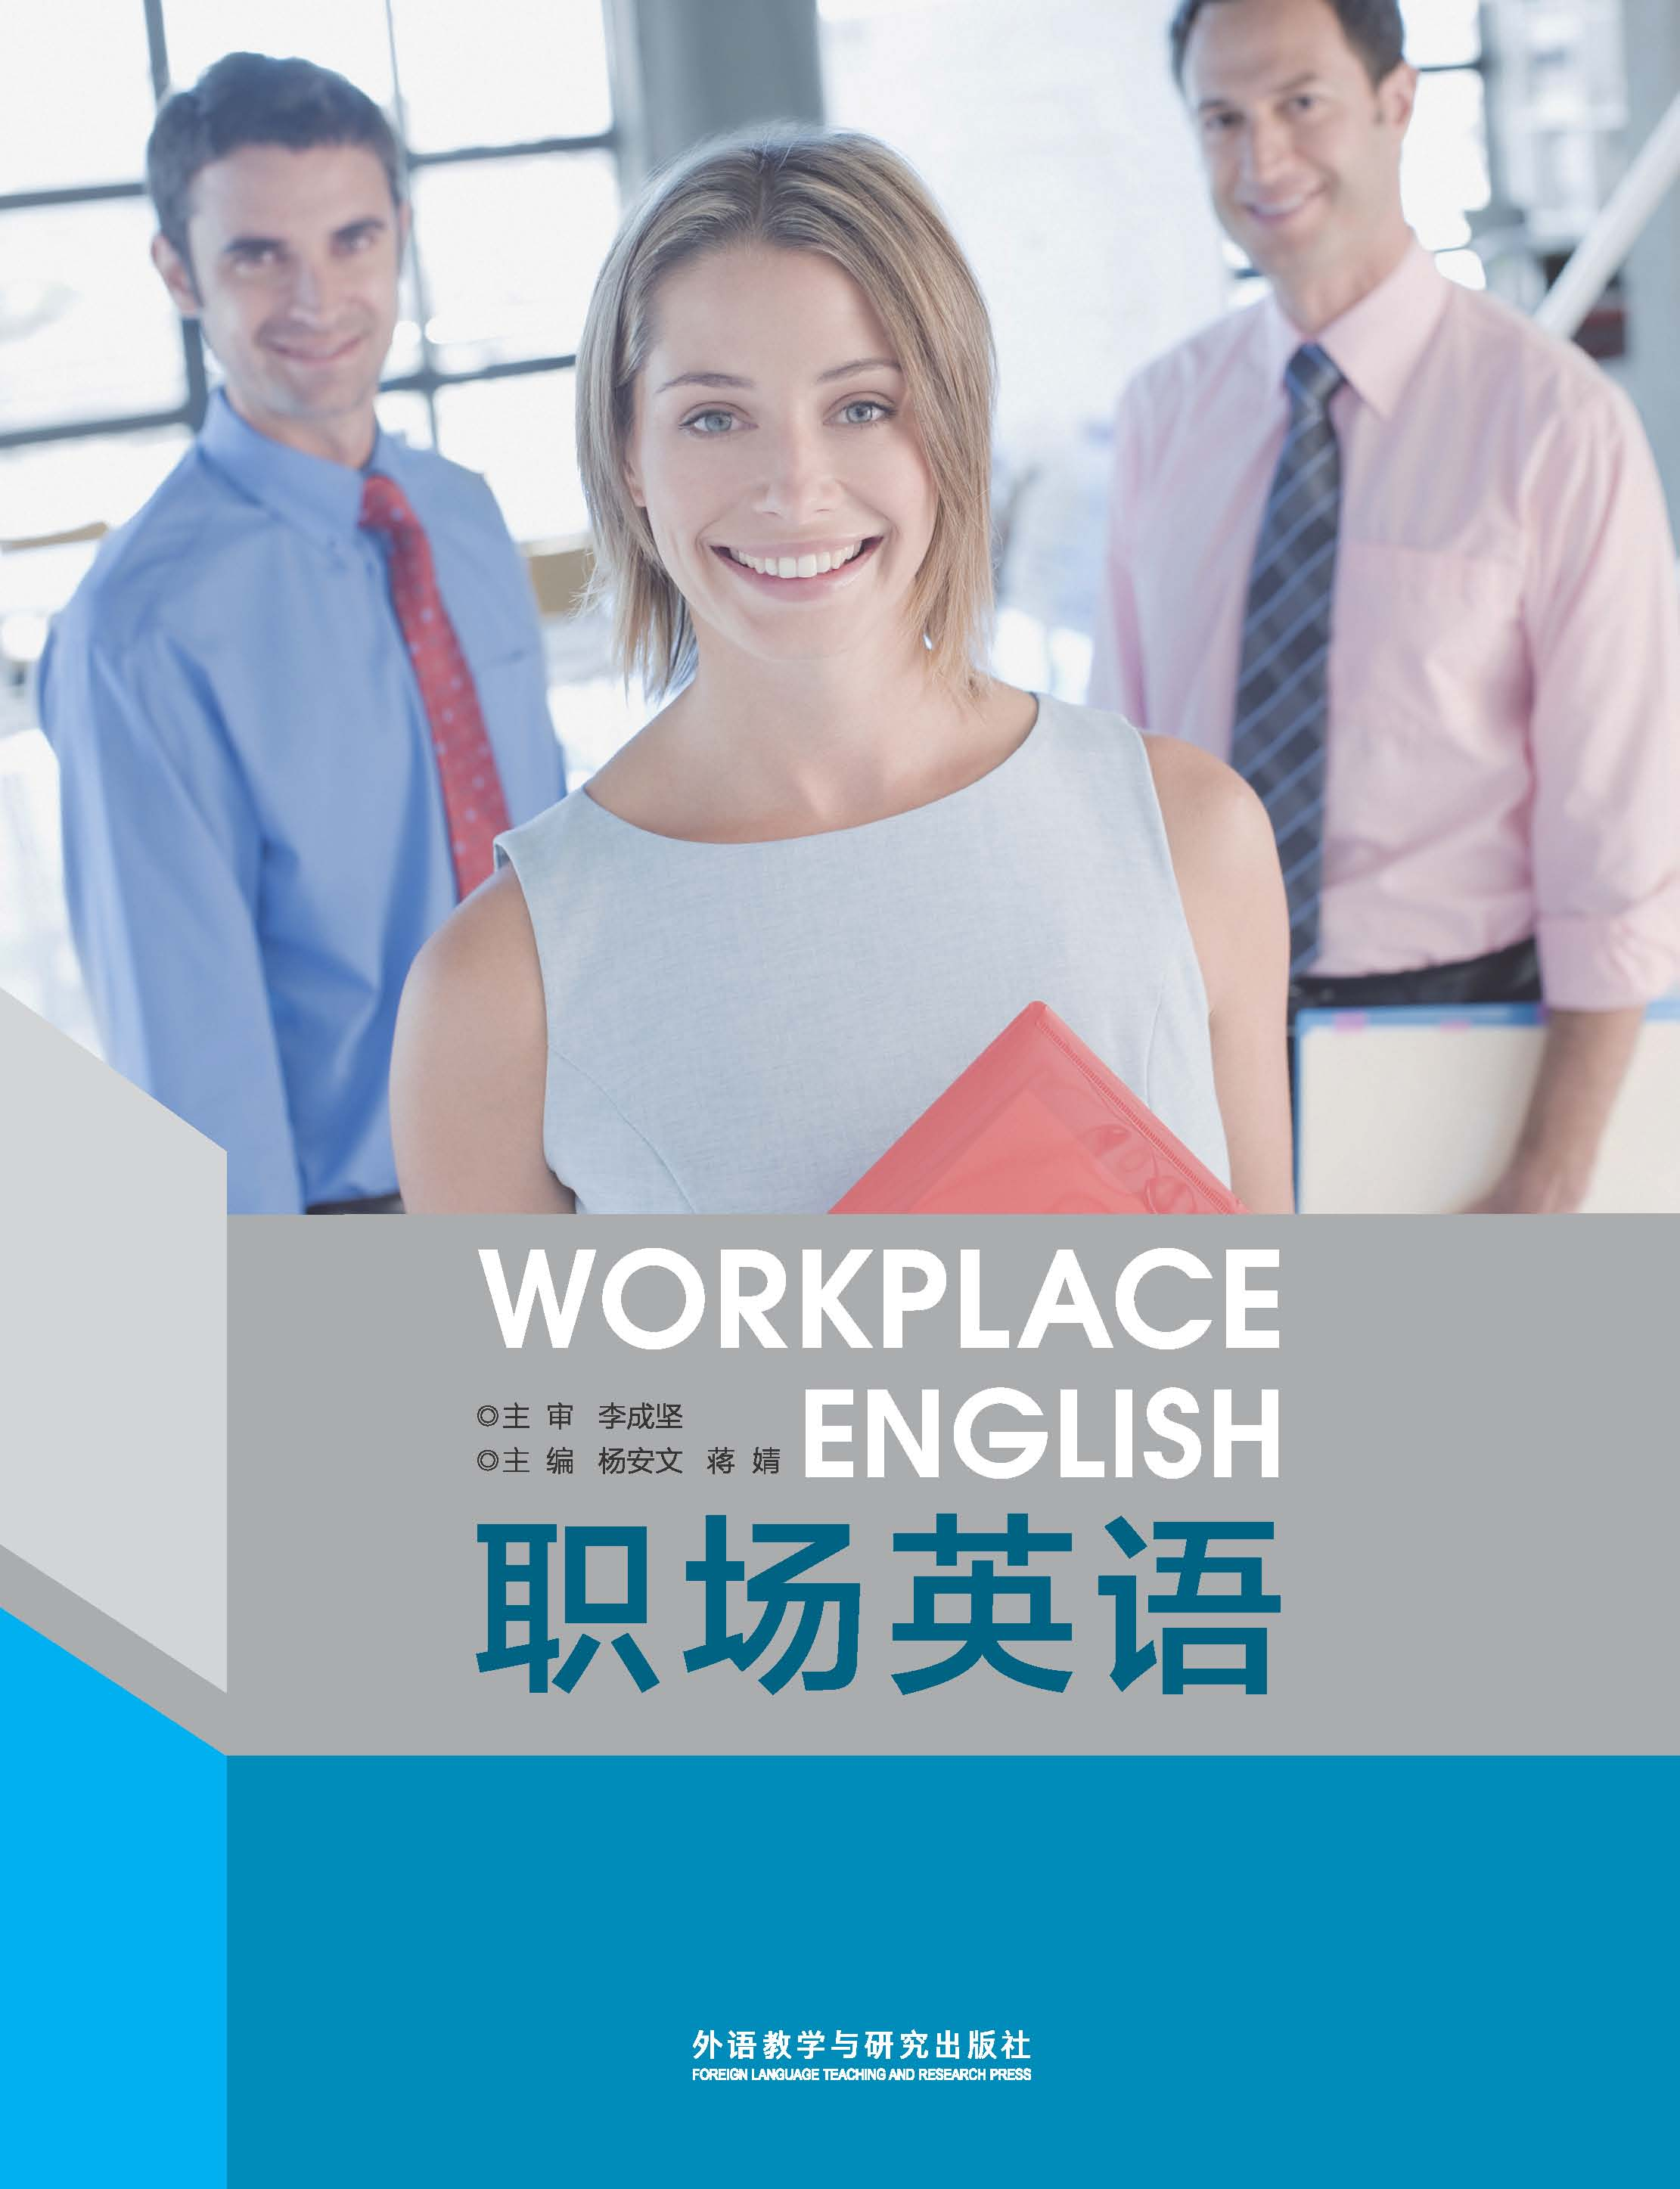 WORKPLACE
ENGLISH
◎主 审 李成坚
◎主 编 杨安文 蒋 婧
职场英语
外语教学与研究出版社
FOREIGN LANGUAGE TEACHING AND RESEARCH PRESS